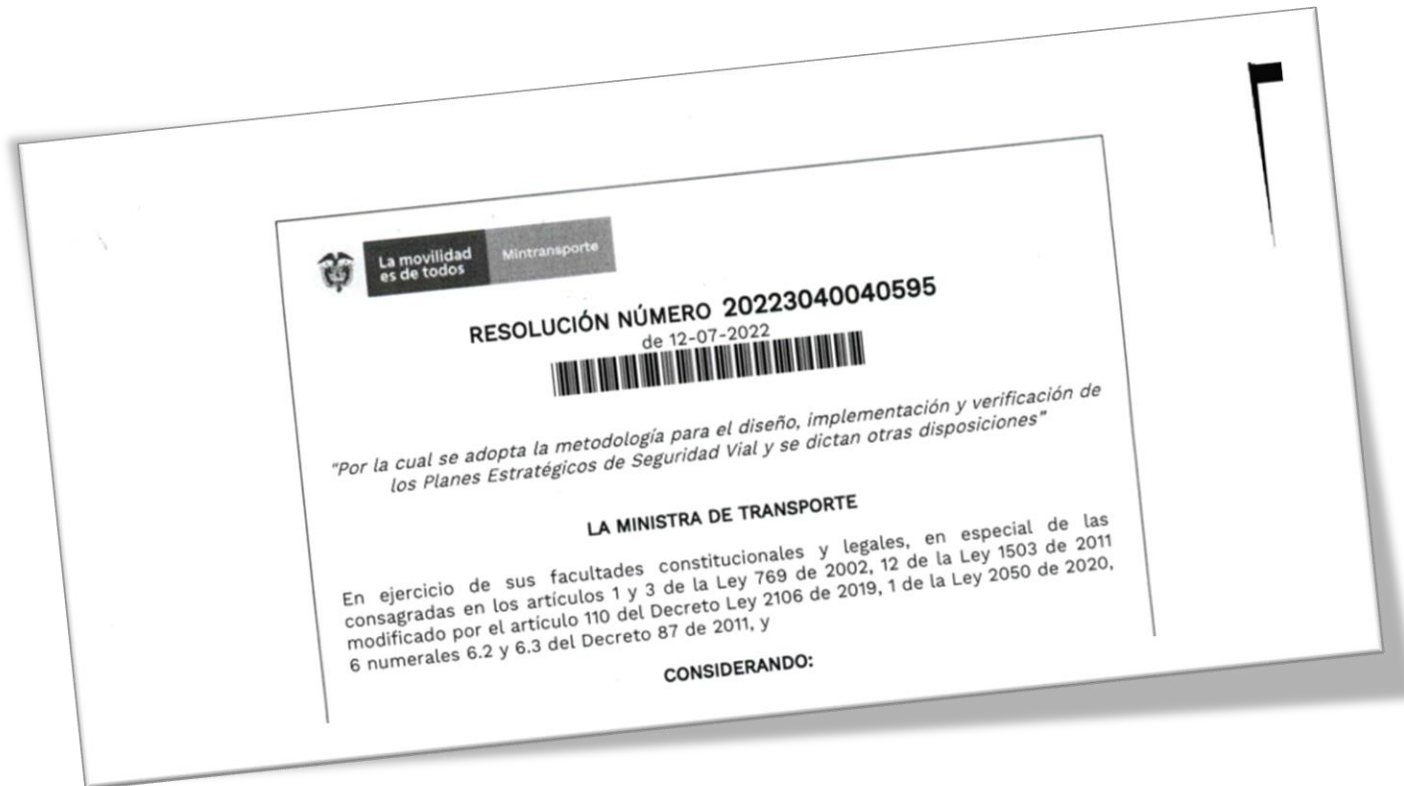 La movilidad
es de todos
Mintransporte
RESOLUCIÓN NÚMERO 20223040040595
de 12-07-2022
"Por la cual se adopta la metodología para el diseño, implementación y verificación de
los Planes Estratégicos de Seguridad Vial y se dictan otras disposiciones"
LA MINISTRA DE TRANSPORTE
En ejercicio de sus facultades constitucionales y legales, en especial de las
consagradas en los artículos 1 y 3 de la Ley 769 de 2002, 12 de la Ley 1503 de 2011
modificado por el artículo 110 del Decreto Ley 2106 de 2019, 1 de la Ley 2050 de 2020,
6 numerales 6.2 y 6.3 del Decreto 87 de 2011, y
CONSIDERANDO: